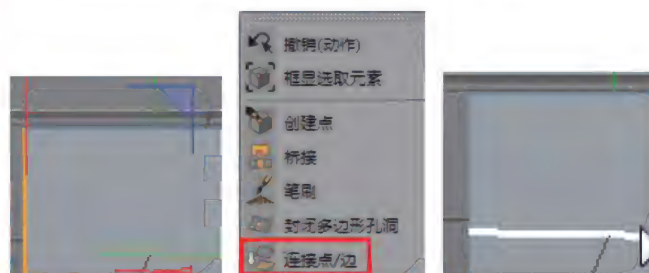 撤销(动作)
框显选取元素
创建点
桥接
笔刷
封闭多边形孔洞
连接点/边